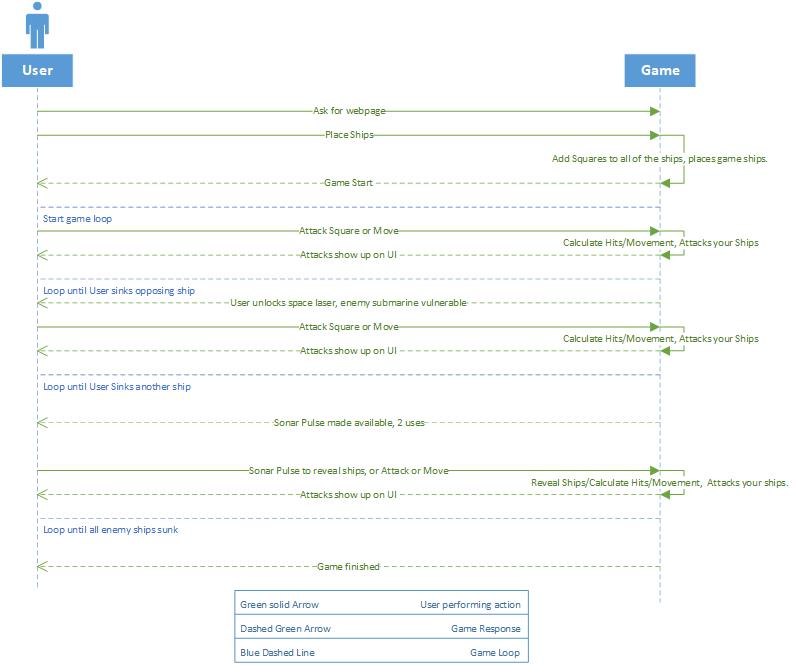 User
Game
Ask for webpage
Place Ships
Add Squares to all of the ships, places game ships.
Game Start
Start game loop
Attack Square or Move
Calculate Hits/Movement, Attacks your Ships
Attacks show up on UI
Loop until User sinks opposing ship
User unlocks space laser, enemy submarine vulnerable
Attack Square or Move
Calculate Hits/Movement, Attacks your Ships
Attacks show up on UI
Loop until User Sinks another ship
Sonar Pulse made available, 2 uses
Sonar Pulse to reveal ships, or Attack or Move
Reveal Ships/Calculate Hits/Movement, Attacks your ships.
Attacks show up on UI
Loop until all enemy ships sunk
Game finished
Green solid Arrow User performing action
Dashed Green Arrow Game Response
Blue Dashed Line Game Loop